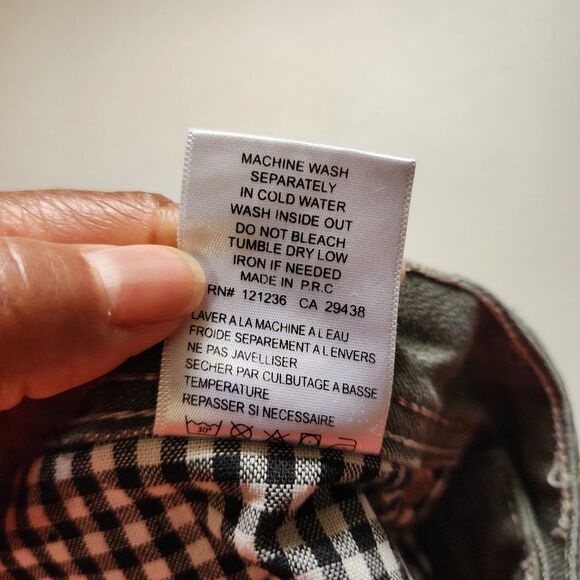 MACHINE WASH
SEPARATELY
IN COLD WATER
WASH INSIDE OUT
DO NOT BLEACH
TUMBLE DRY LOW
IRON IF NEEDED
MADE IN P.R.C
RN# 121236 CA 29438
LAVER A LA MACHINE A L EAU
FROIDE SEPAREMENT A L ENVERS
NE PAS JAVELLISER
SECHER PAR CULBUTAGE A BASSE
TEMPERATURE
REPASSER SI NECESSAIRE
30°